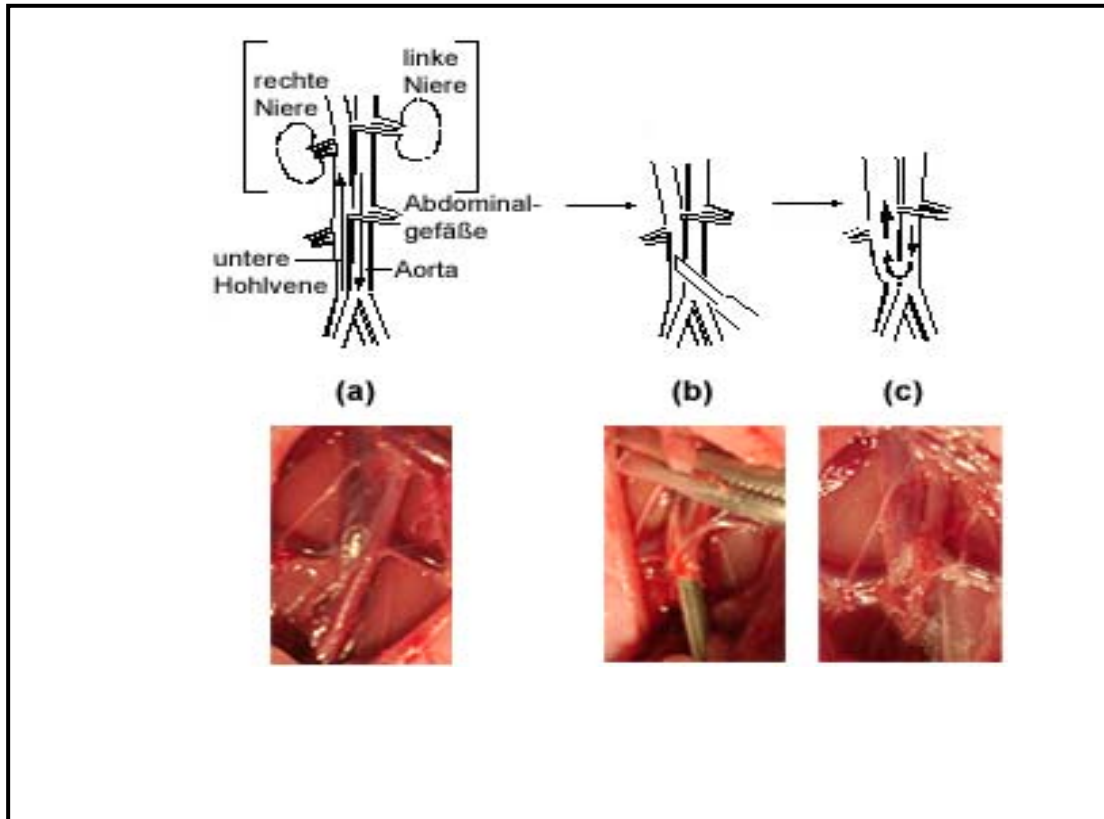 rechte
Niere
linke
Niere
Abdominal-
gefäße
untere
Hohlvene
Aorta
(a)
(b)
(c)